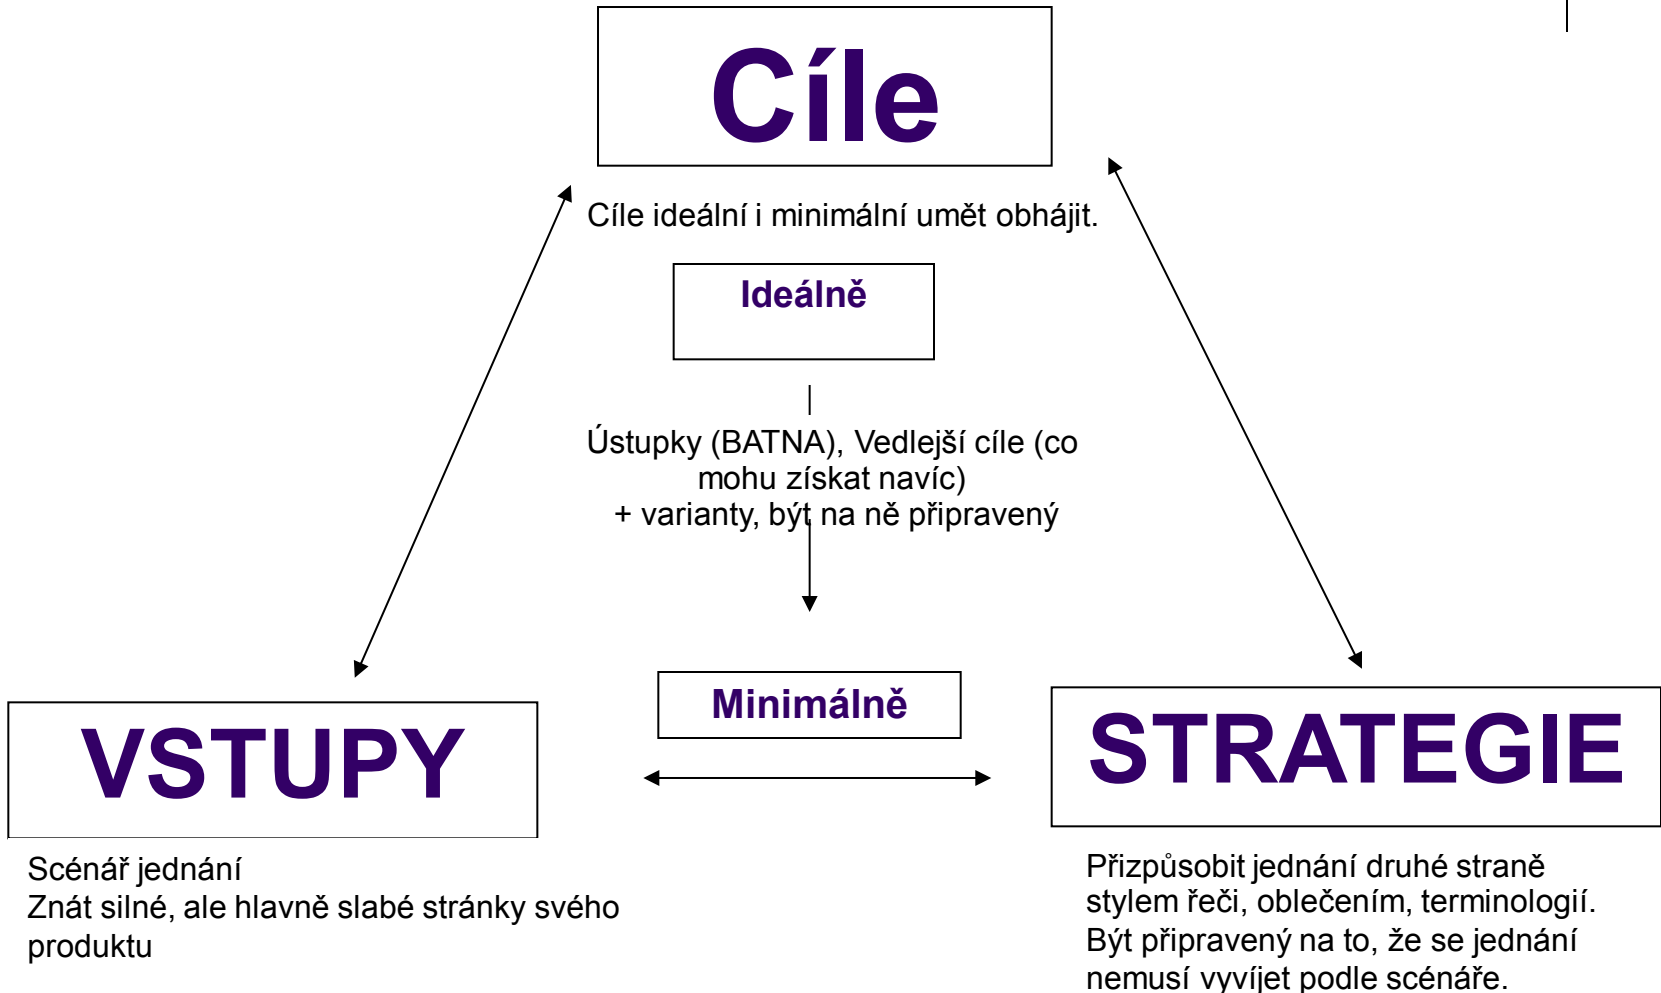 Cíle
Cíle ideální i minimální umět obhájit.
Ideálně
Ústupky (BATNA), Vedlejší cíle (co
mohu získat navíc)
+ varianty, být na ně připravený
Minimálně
VSTUPY
STRATEGIE
Scénář jednání
Znát silné, ale hlavně slabé stránky svého
produktu
Přizpůsobit jednání druhé straně
stylem řeči, oblečením, terminologií.
Být připravený na to, že se jednání
nemusí vyvíjet podle scénáře.